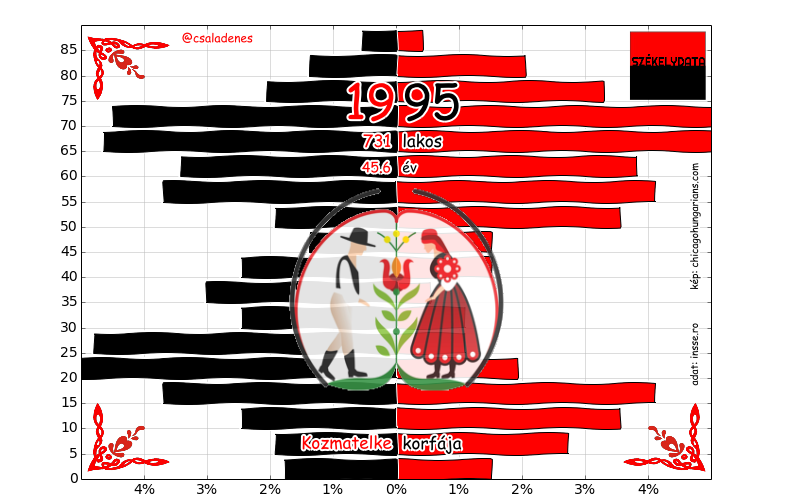 @csaladenes
SZÉKELYDATA
1995
731 lakos
45.6 év
kép: chicagohungarians.com
adat: insse.ro
Kozmatelke korfája
85
80
75
70
65
60
55
50
45
40
35
30
25
20
15
10
5
0
4% 3% 2% 1% 0% 1% 2% 3% 4%